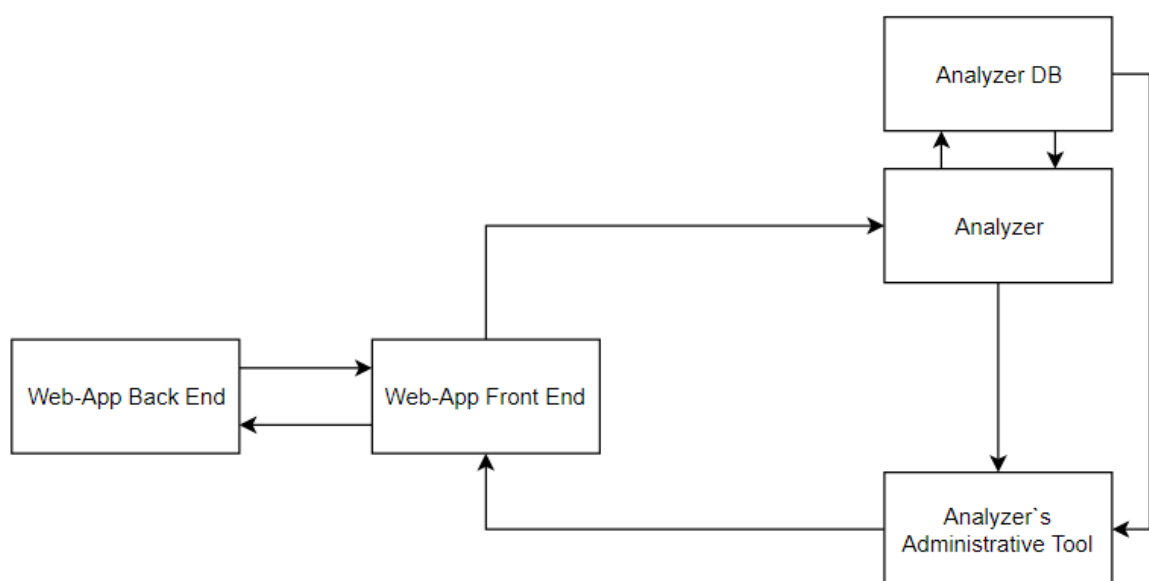 Analyzer DB
Analyzer
Web-App Back End
Web-App Front End
Analyzer`s
Administrative Tool